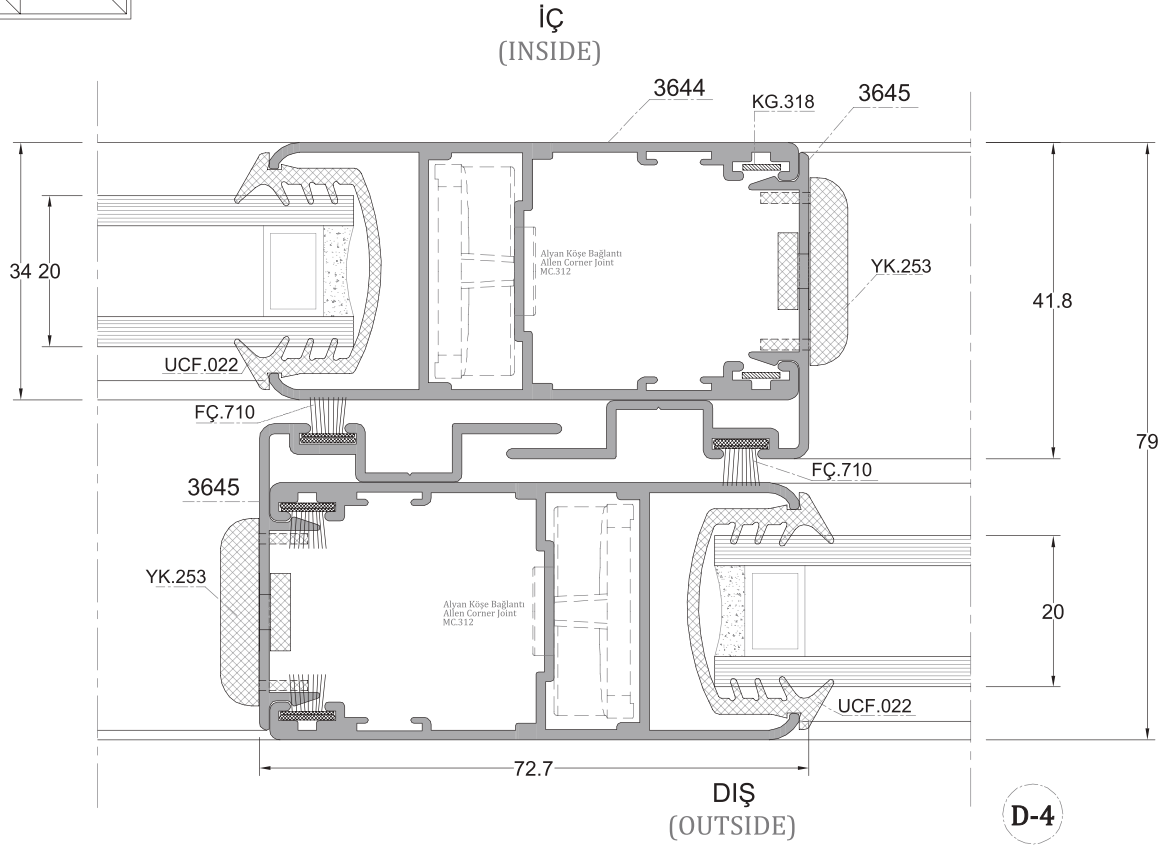 İÇ
(INSIDE)
3644
KG.318
3645
Alyan Köşe Bağlantı
Allen Corner Joint
MC.312
YK.253
34
20
41.8
UCF.022
FÇ.710
79
FÇ.710
3645
YK.253
Alyan Köşe Bağlantı
Allen Corner Joint
MC.312
20
UCF.022
72.7
DIŞ
(OUTSIDE)
D-4